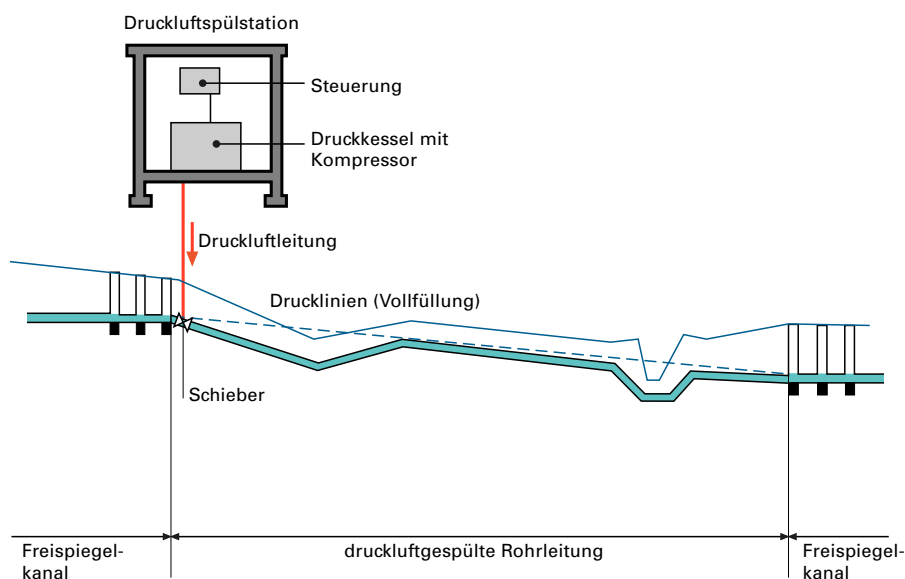 Druckluftspülstation
Steuerung
Druckkessel mit
Kompressor
Druckluftleitung
Drucklinien (Vollfüllung)
Schieber
Freispiegel-
kanal
druckluftgespülte Rohrleitung
Freispiegel-
kanal